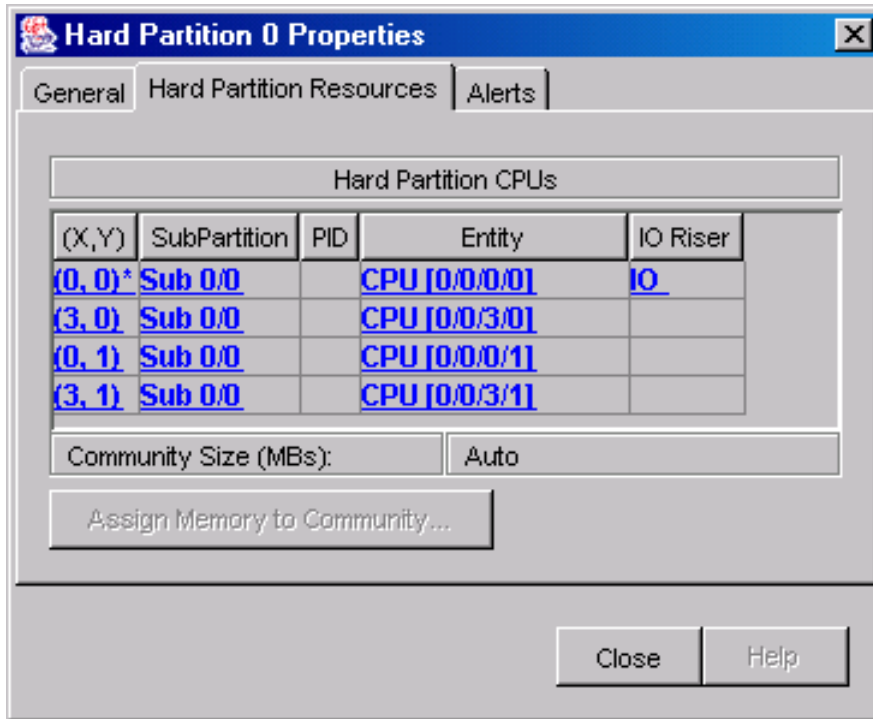 Hard Partition 0 Properties
General Hard Partition Resources Alerts
Hard Partition CPUs
(X,Y) SubPartition PID Entity IO Riser
(0, 0)* Sub 0/0 CPU [0/0/0/0] IO
(3, 0) Sub 0/0 CPU [0/0/3/0]
(0, 1) Sub 0/0 CPU [0/0/0/1]
(3, 1) Sub 0/0 CPU [0/0/3/1]
Community Size (MBs): Auto
Assign Memory to Community...
Close Help